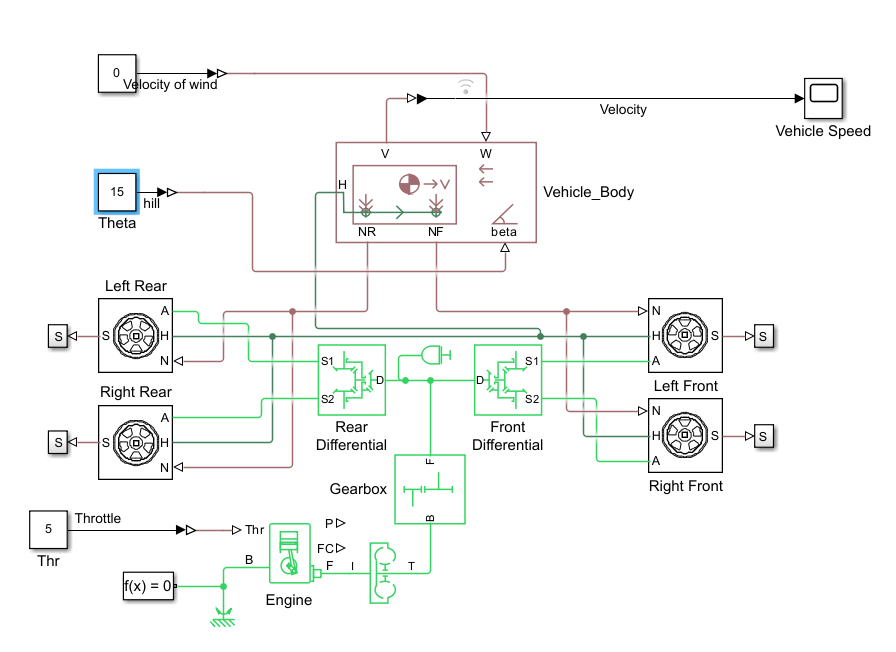 0
Velocity of wind
Velocity
Vehicle Speed
V
W
H
V
Vehicle_Body
NR
NF
beta
15
hill
Theta
Left Rear
S
S
A
H
N
Right Rear
S
S
A
H
N
S1
S2
D
Rear
Differential
D
S1
S2
Front
Differential
N
H
A
S
S
Left Front
N
H
A
S
S
Right Front
F
Gearbox
B
5
Throttle
Thr
Thr
P
FC
F
B
I
T
Engine
f(x) = 0